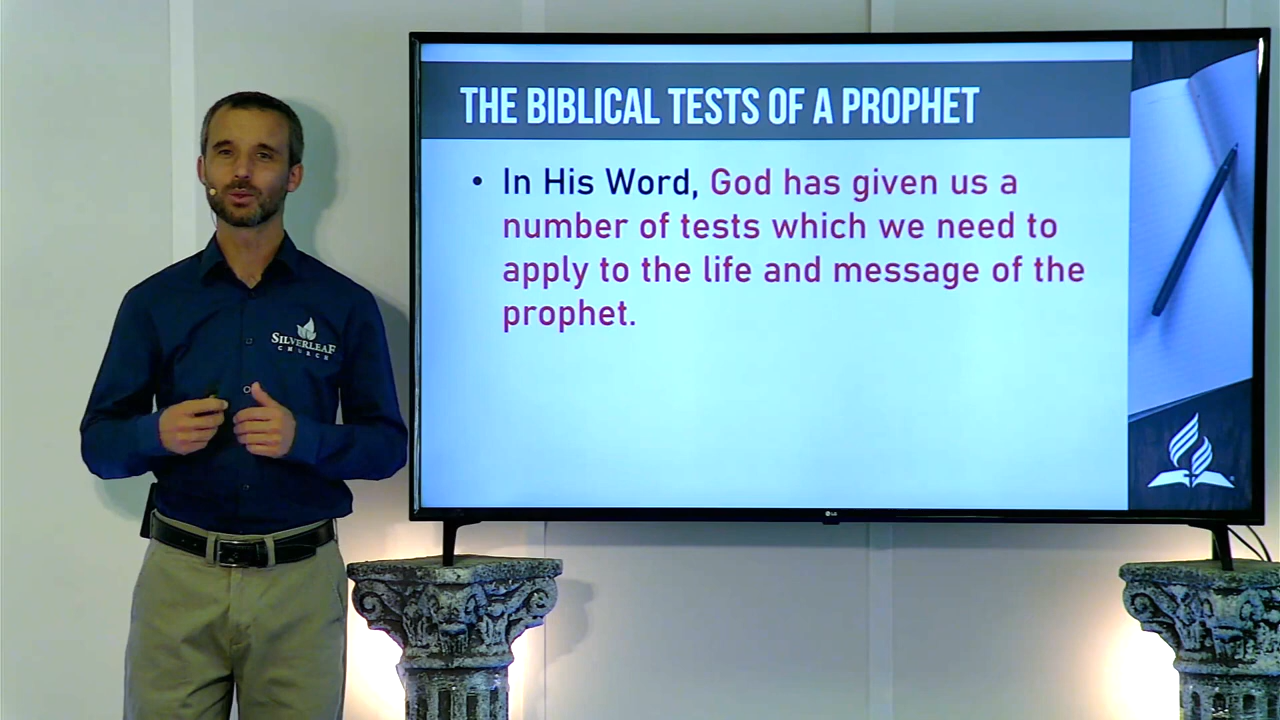 THE BIBLICAL TESTS OF A PROPHET
• In His Word, God has given us a
number of tests which we need to
apply to the life and message of the
prophet.
SILVERLEAF
CHURCH
LG